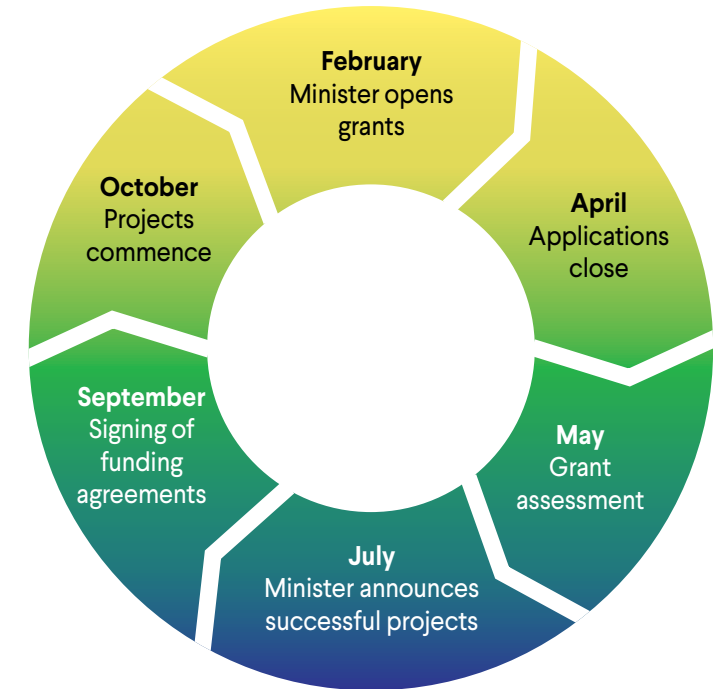 February
Minister opens
grants
April
Applications
close
May
Grant
assessment
July
Minister announces
successful projects
September
Signing of
funding
agreements
October
Projects
commence